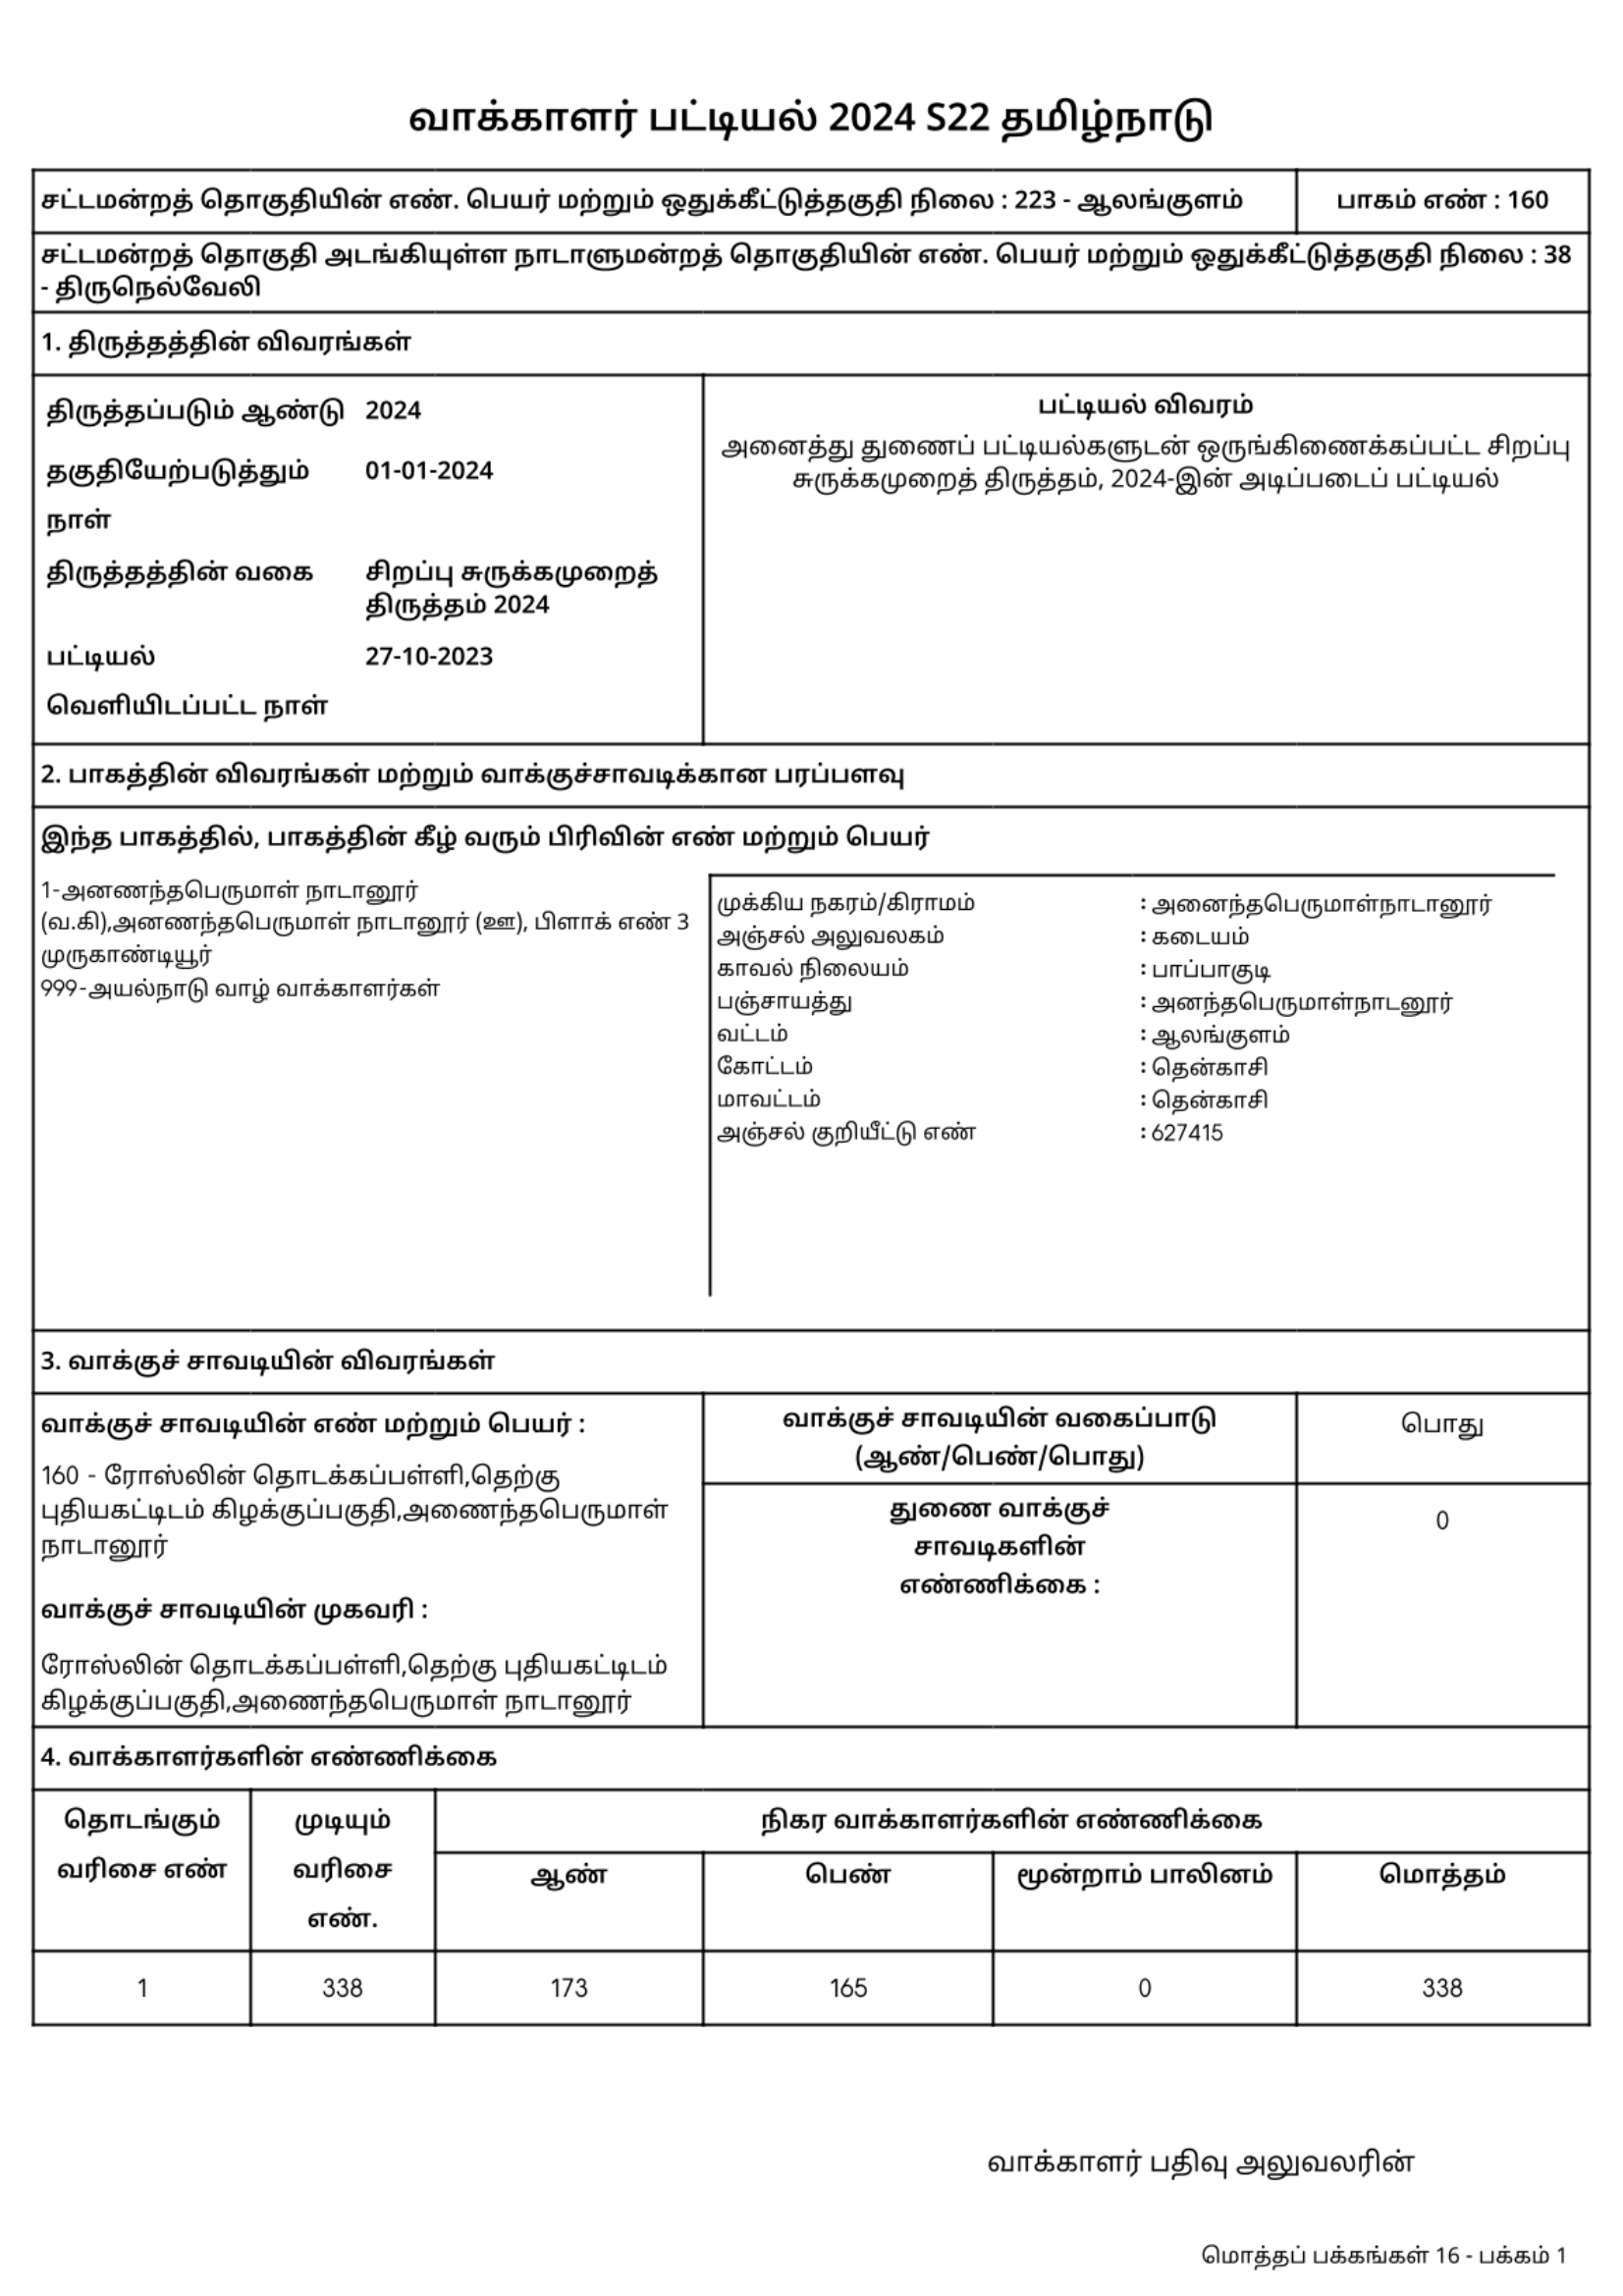 வாக்காளர் பட்டியல் 2024 S22 தமிழ்நாடு
சட்டமன்றத் தொகுதியின் எண். பெயர் மற்றும் ஒதுக்கீட்டுத்தகுதி நிலை : 223 - ஆலங்குளம்
பாகம் எண் : 160
சட்டமன்றத் தொகுதி அடங்கியுள்ள நாடாளுமன்றத் தொகுதியின் எண். பெயர் மற்றும் ஒதுக்கீட்டுத்தகுதி நிலை : 38
- திருநெல்வேலி
1. திருத்தத்தின் விவரங்கள்
திருத்தப்படும் ஆண்டு 2024
தகுதியேற்படுத்தும் 01-01-2024
நாள்
திருத்தத்தின் வகை சிறப்பு சுருக்கமுறைத்
திருத்தம் 2024
பட்டியல் 27-10-2023
வெளியிடப்பட்ட நாள்
பட்டியல் விவரம்
அனைத்து துணைப் பட்டியல்களுடன் ஒருங்கிணைக்கப்பட்ட சிறப்பு
சுருக்கமுறைத் திருத்தம், 2024-இன் அடிப்படைப் பட்டியல்
2. பாகத்தின் விவரங்கள் மற்றும் வாக்குச்சாவடிக்கான பரப்பளவு
இந்த பாகத்தில், பாகத்தின் கீழ் வரும் பிரிவின் எண் மற்றும் பெயர்
1-அனணந்தபெருமாள் நாடானூர்
(வ.கி),அனணந்தபெருமாள் நாடானூர் (ஊ), பிளாக் எண் 3
முருகாண்டியூர்
999-அயல்நாடு வாழ் வாக்காளர்கள்
முக்கிய நகரம்/கிராமம் : அனைந்தபெருமாள்நாடானூர்
அஞ்சல் அலுவலகம் : கடையம்
காவல் நிலையம் : பாப்பாகுடி
பஞ்சாயத்து : அனந்தபெருமாள்நாடனூர்
வட்டம் : ஆலங்குளம்
கோட்டம் : தென்காசி
மாவட்டம் : தென்காசி
அஞ்சல் குறியீட்டு எண் : 627415
3. வாக்குச் சாவடியின் விவரங்கள்
வாக்குச் சாவடியின் எண் மற்றும் பெயர் :
160 - ரோஸ்லின் தொடக்கப்பள்ளி,தெற்கு
புதியகட்டிடம் கிழக்குப்பகுதி,அணைந்தபெருமாள்
நாடானூர்
வாக்குச் சாவடியின் முகவரி :
ரோஸ்லின் தொடக்கப்பள்ளி,தெற்கு புதியகட்டிடம்
கிழக்குப்பகுதி,அணைந்தபெருமாள் நாடானூர்
வாக்குச் சாவடியின் வகைப்பாடு
(ஆண்/பெண்/பொது)
பொது
துணை வாக்குச்
சாவடிகளின்
எண்ணிக்கை :
0
4. வாக்காளர்களின் எண்ணிக்கை
தொடங்கும்
வரிசை எண்
முடியும்
வரிசை
எண்.
நிகர வாக்காளர்களின் எண்ணிக்கை
ஆண் பெண் மூன்றாம் பாலினம் மொத்தம்
1 338 173 165 0 338
வாக்காளர் பதிவு அலுவலரின்
மொத்தப் பக்கங்கள் 16 - பக்கம் 1